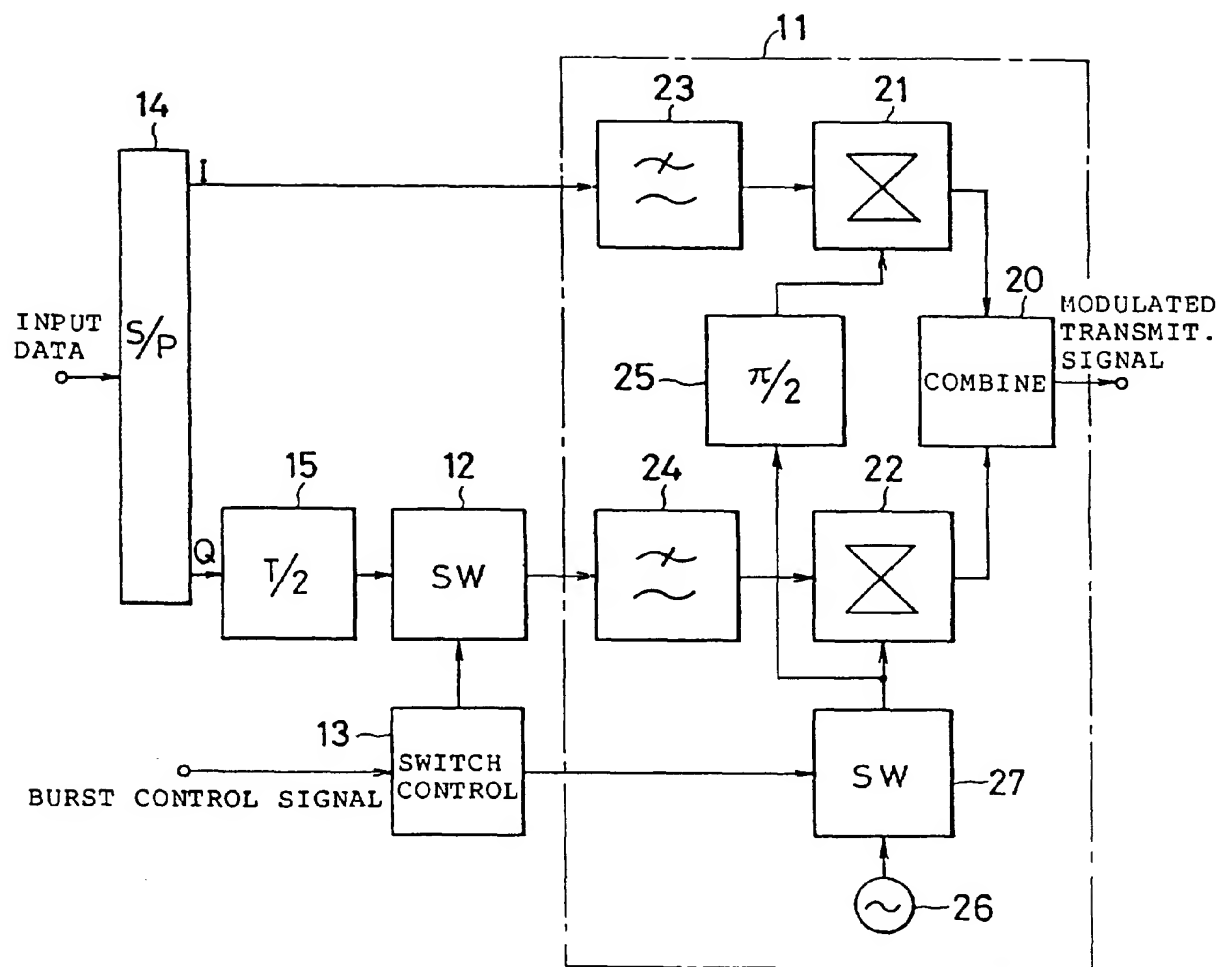 11
14
23
21
I
20
MODULATED
TRANSMIT.
SIGNAL
INPUT
DATA
S/P
25
π/2
COMBINE
15
12
24
22
Q
T/2
SW
13
SWITCH
CONTROL
BURST CONTROL SIGNAL
SW
27
26